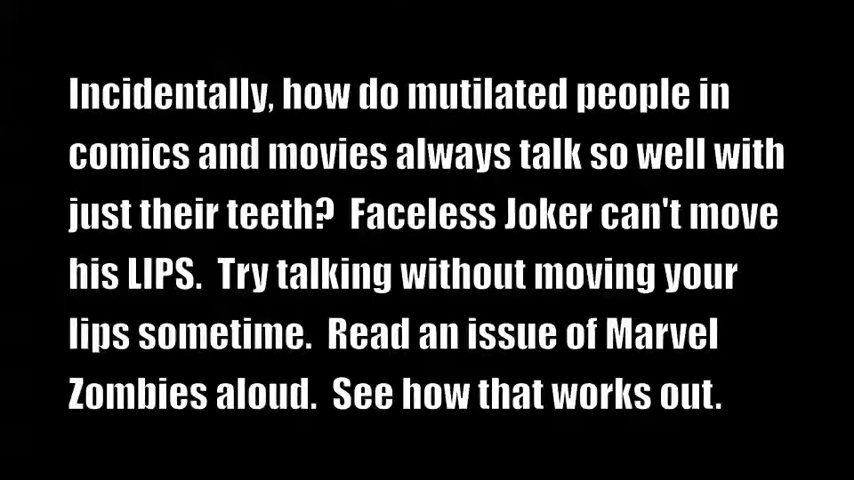 Incidentally, how do mutilated people in
comics and movies always talk so well with
just their teeth?  Faceless Joker can't move
his LIPS.  Try talking without moving your
lips sometime.  Read an issue of Marvel
Zombies aloud.  See how that works out.